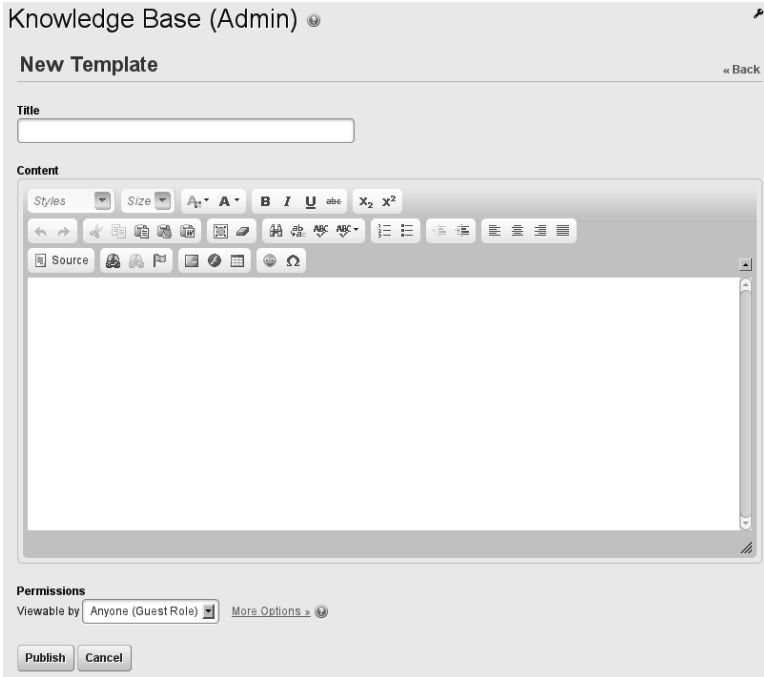 Knowledge Base (Admin)
New Template
« Back
Title
Content
Styles Size A A B I U abc X₂ X²
ABC ABC
Source Ω
Permissions
Viewable by Anyone (Guest Role) More Options »
Publish Cancel